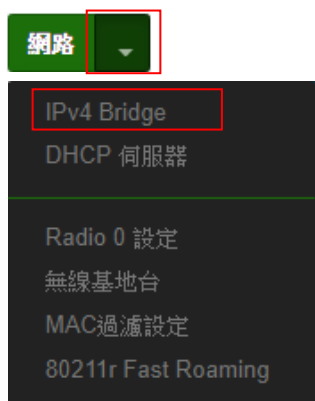 網路
IPv4 Bridge
DHCP 伺服器
Radio 0 設定
無線基地台
MAC過濾設定
80211r Fast Roaming